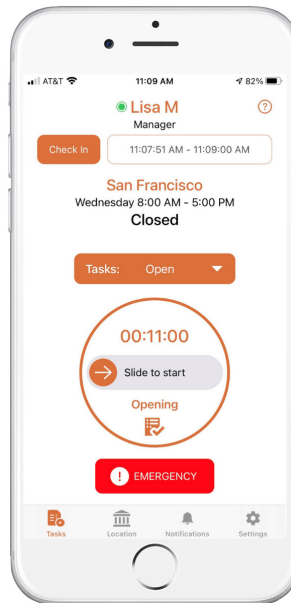 AT&T 11:09 AM 82%
Lisa M ?
Manager
Check In 11:07:51 AM - 11:09:00 AM
San Francisco
Wednesday 8:00 AM - 5:00 PM
Closed
Tasks: Open
00:11:00
Slide to start
Opening
! EMERGENCY
Tasks Location Notifications Settings